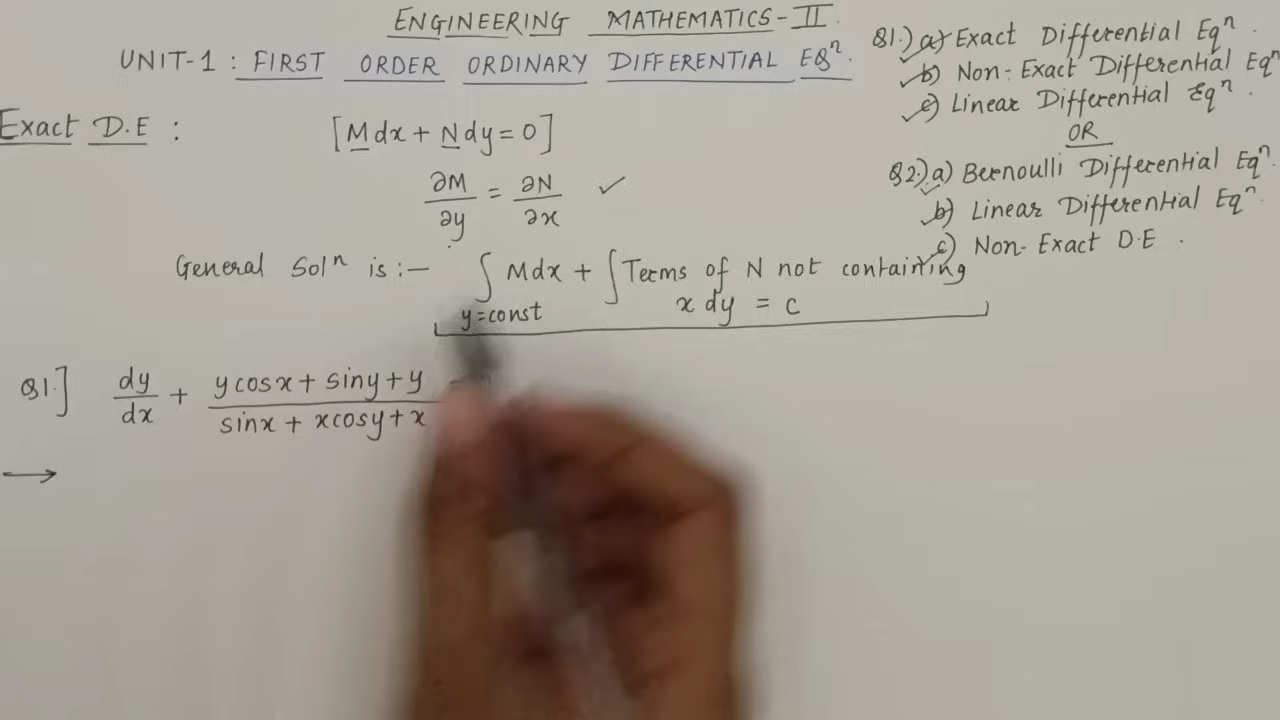 ENGINEERING MATHEMATICS-II
UNIT-1 : FIRST ORDER ORDINARY DIFFERENTIAL EQⁿ.
Q1.) a) Exact Differential Eqⁿ.
b) Non-Exact Differential Eqⁿ
c) Linear Differential Eqⁿ.
OR
Q2.) a) Bernoulli Differential Eqⁿ.
b) Linear Differential Eqⁿ.
c) Non-Exact D.E.
Exact D.E :
[Mdx + Ndy = 0]
∂M/∂y = ∂N/∂x ✓
General Solⁿ is :— ∫ Mdx + ∫ Terms of N not containing
y=const x dy = c
Q1.] dy/dx + (y cosx + siny + y)/(sinx + xcosy + x)
→